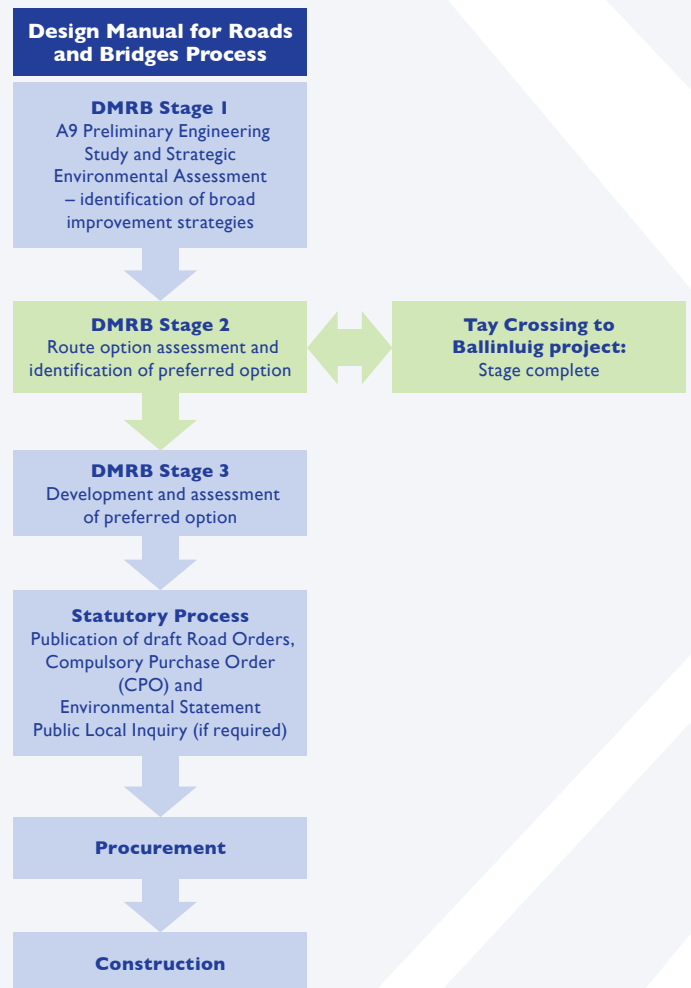 Design Manual for Roads
and Bridges Process
DMRB Stage 1
A9 Preliminary Engineering
Study and Strategic
Environmental Assessment
– identification of broad
improvement strategies
DMRB Stage 2
Route option assessment and
identification of preferred option
Tay Crossing to
Ballinluig project:
Stage complete
DMRB Stage 3
Development and assessment
of preferred option
Statutory Process
Publication of draft Road Orders,
Compulsory Purchase Order
(CPO) and
Environmental Statement
Public Local Inquiry (if required)
Procurement
Construction